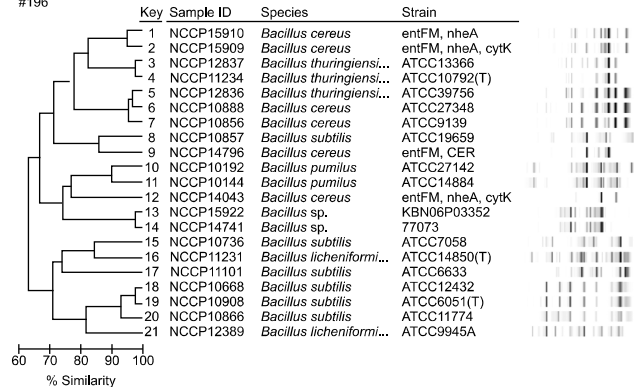 #196
Key Sample ID Species Strain
1 NCCP15910 Bacillus cereus entFM, nheA
2 NCCP15909 Bacillus cereus entFM, nheA, cytK
3 NCCP12837 Bacillus thuringiensi... ATCC13366
4 NCCP11234 Bacillus thuringiensi... ATCC10792(T)
5 NCCP12836 Bacillus thuringiensi... ATCC39756
6 NCCP10888 Bacillus cereus ATCC27348
7 NCCP10856 Bacillus cereus ATCC9139
8 NCCP10857 Bacillus subtilis ATCC19659
9 NCCP14796 Bacillus cereus entFM, CER
10 NCCP10192 Bacillus pumilus ATCC27142
11 NCCP10144 Bacillus pumilus ATCC14884
12 NCCP14043 Bacillus cereus entFM, nheA, cytK
13 NCCP15922 Bacillus sp. KBN06P03352
14 NCCP14741 Bacillus sp. 77073
15 NCCP10736 Bacillus subtilis ATCC7058
16 NCCP11231 Bacillus licheniformi... ATCC14850(T)
17 NCCP11101 Bacillus subtilis ATCC6633
18 NCCP10668 Bacillus subtilis ATCC12432
19 NCCP10908 Bacillus subtilis ATCC6051(T)
20 NCCP10866 Bacillus subtilis ATCC11774
21 NCCP12389 Bacillus licheniformi... ATCC9945A
60 70 80 90 100
% Similarity